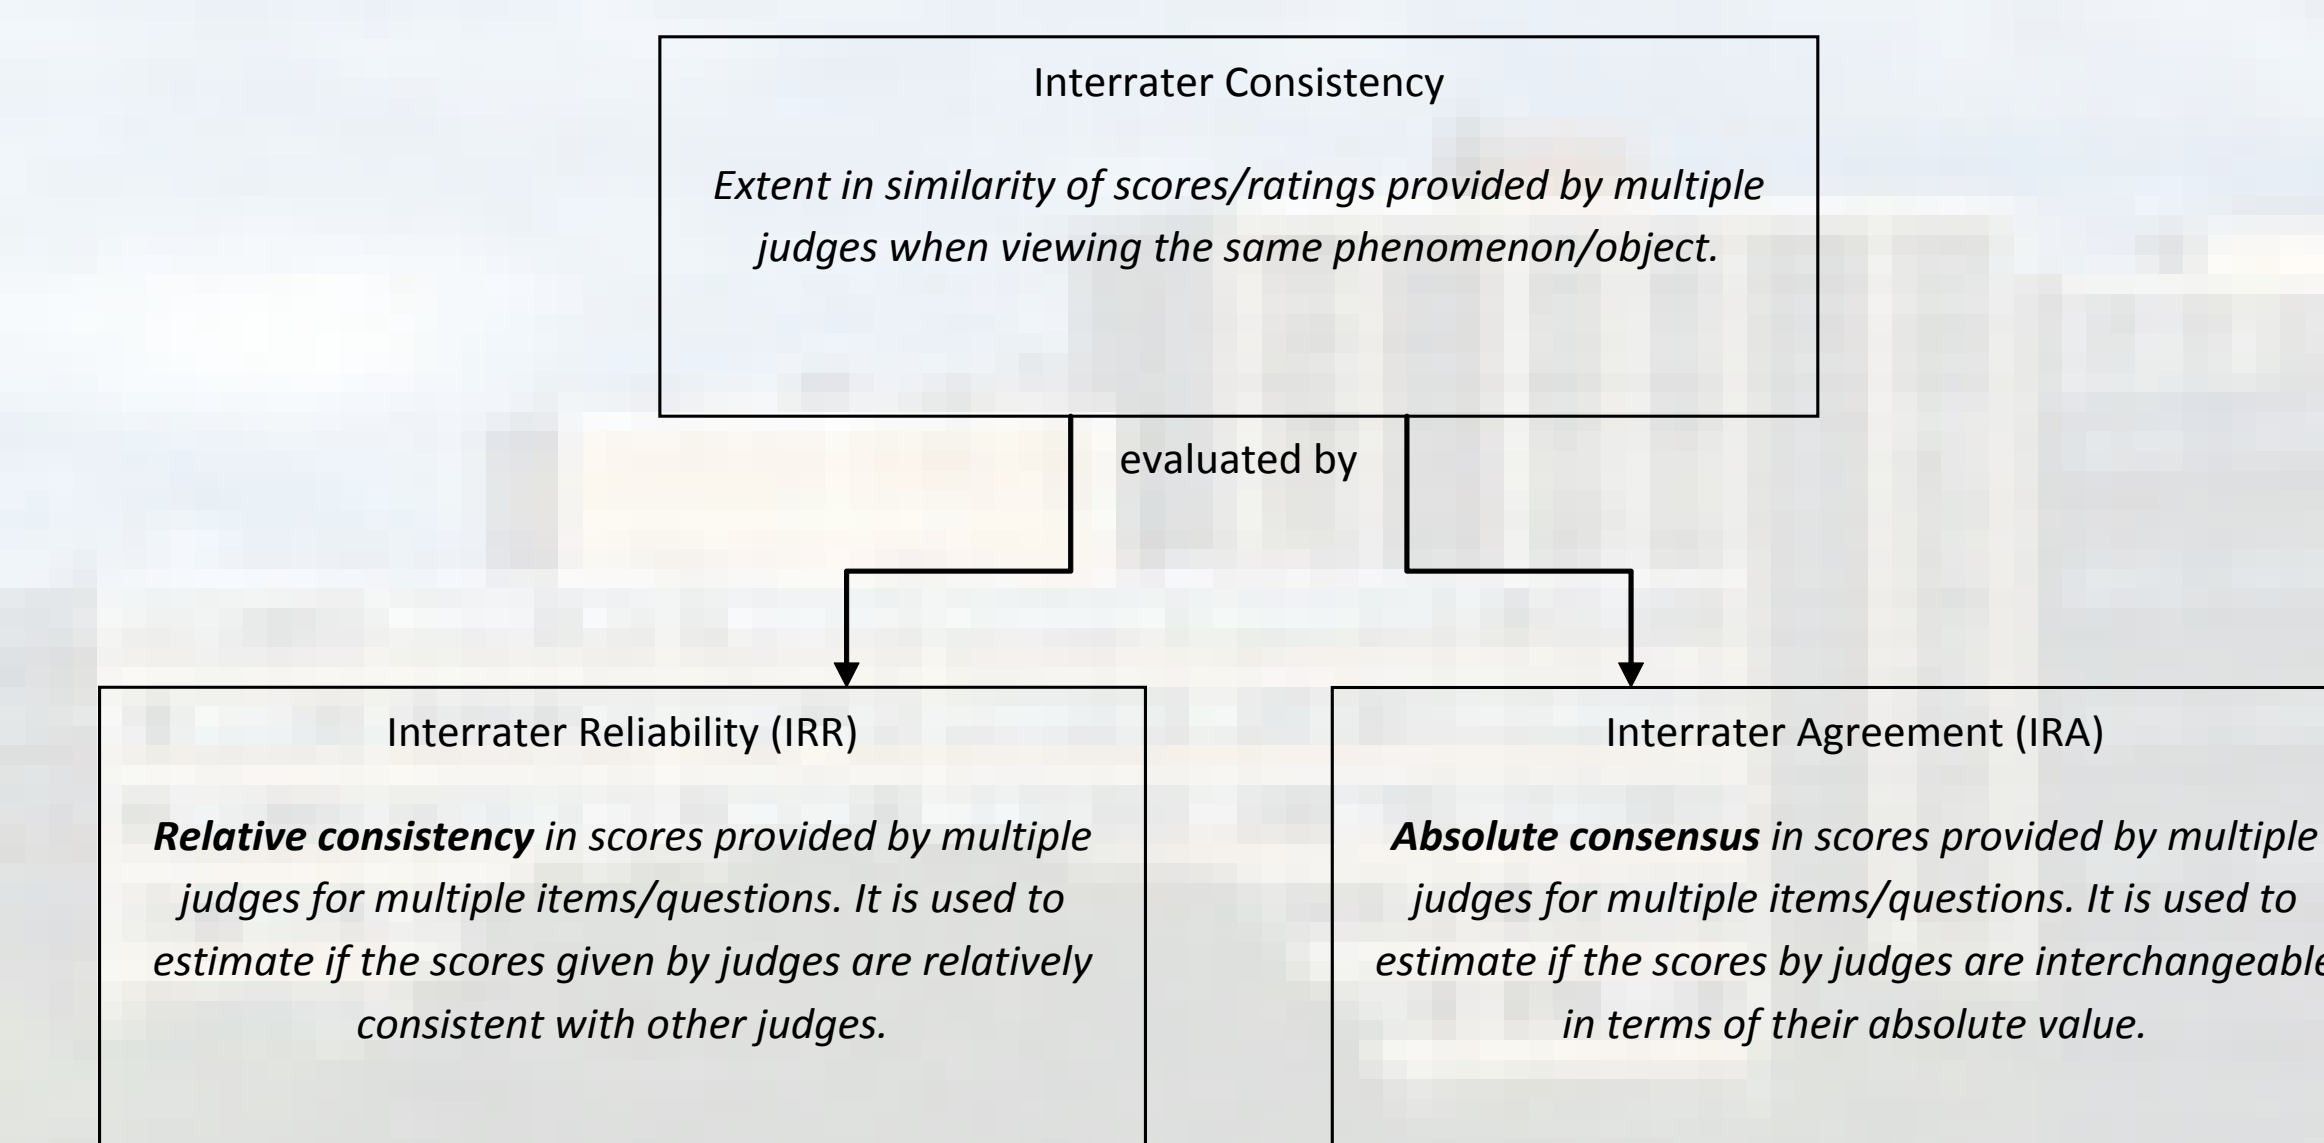 Interrater Consistency
Extent in similarity of scores/ratings provided by multiple
judges when viewing the same phenomenon/object.
evaluated by
Interrater Reliability (IRR)
Relative consistency in scores provided by multiple
judges for multiple items/questions. It is used to
estimate if the scores given by judges are relatively
consistent with other judges.
Interrater Agreement (IRA)
Absolute consensus in scores provided by multiple
judges for multiple items/questions. It is used to
estimate if the scores by judges are interchangeable
in terms of their absolute value.